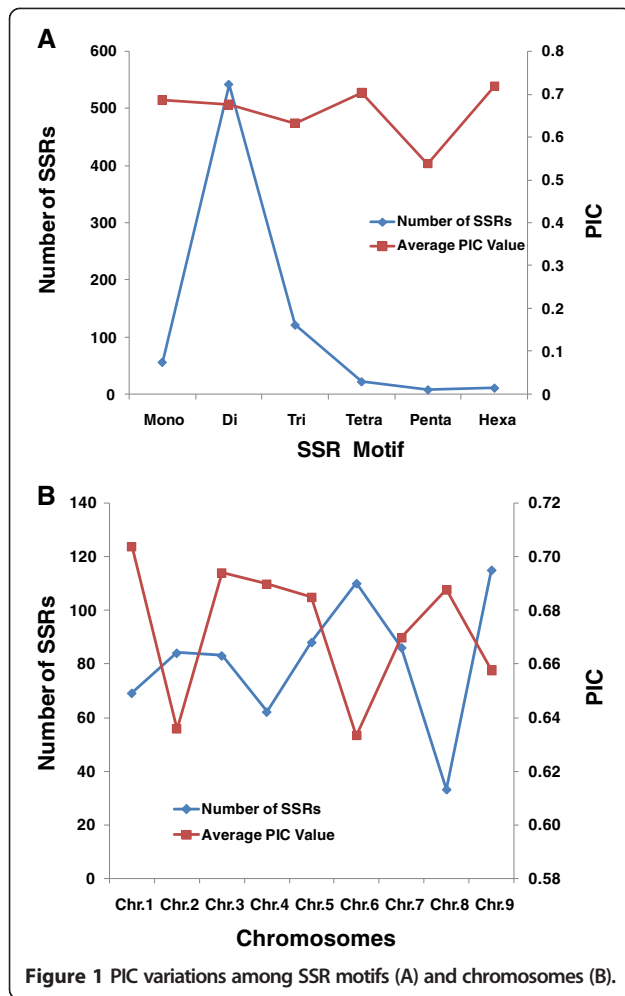 A
600
500
400
300
200
100
0
0.8
0.7
0.6
0.5
0.4
0.3
0.2
0.1
0
Number of SSRs
PIC
Number of SSRs
Average PIC Value
Mono Di Tri Tetra Penta Hexa
SSR Motif
B
140
120
100
80
60
40
20
0
0.72
0.70
0.68
0.66
0.64
0.62
0.60
0.58
Number of SSRs
PIC
Number of SSRs
Average PIC Value
Chr.1 Chr.2 Chr.3 Chr.4 Chr.5 Chr.6 Chr.7 Chr.8 Chr.9
Chromosomes
Figure 1 PIC variations among SSR motifs (A) and chromosomes (B).